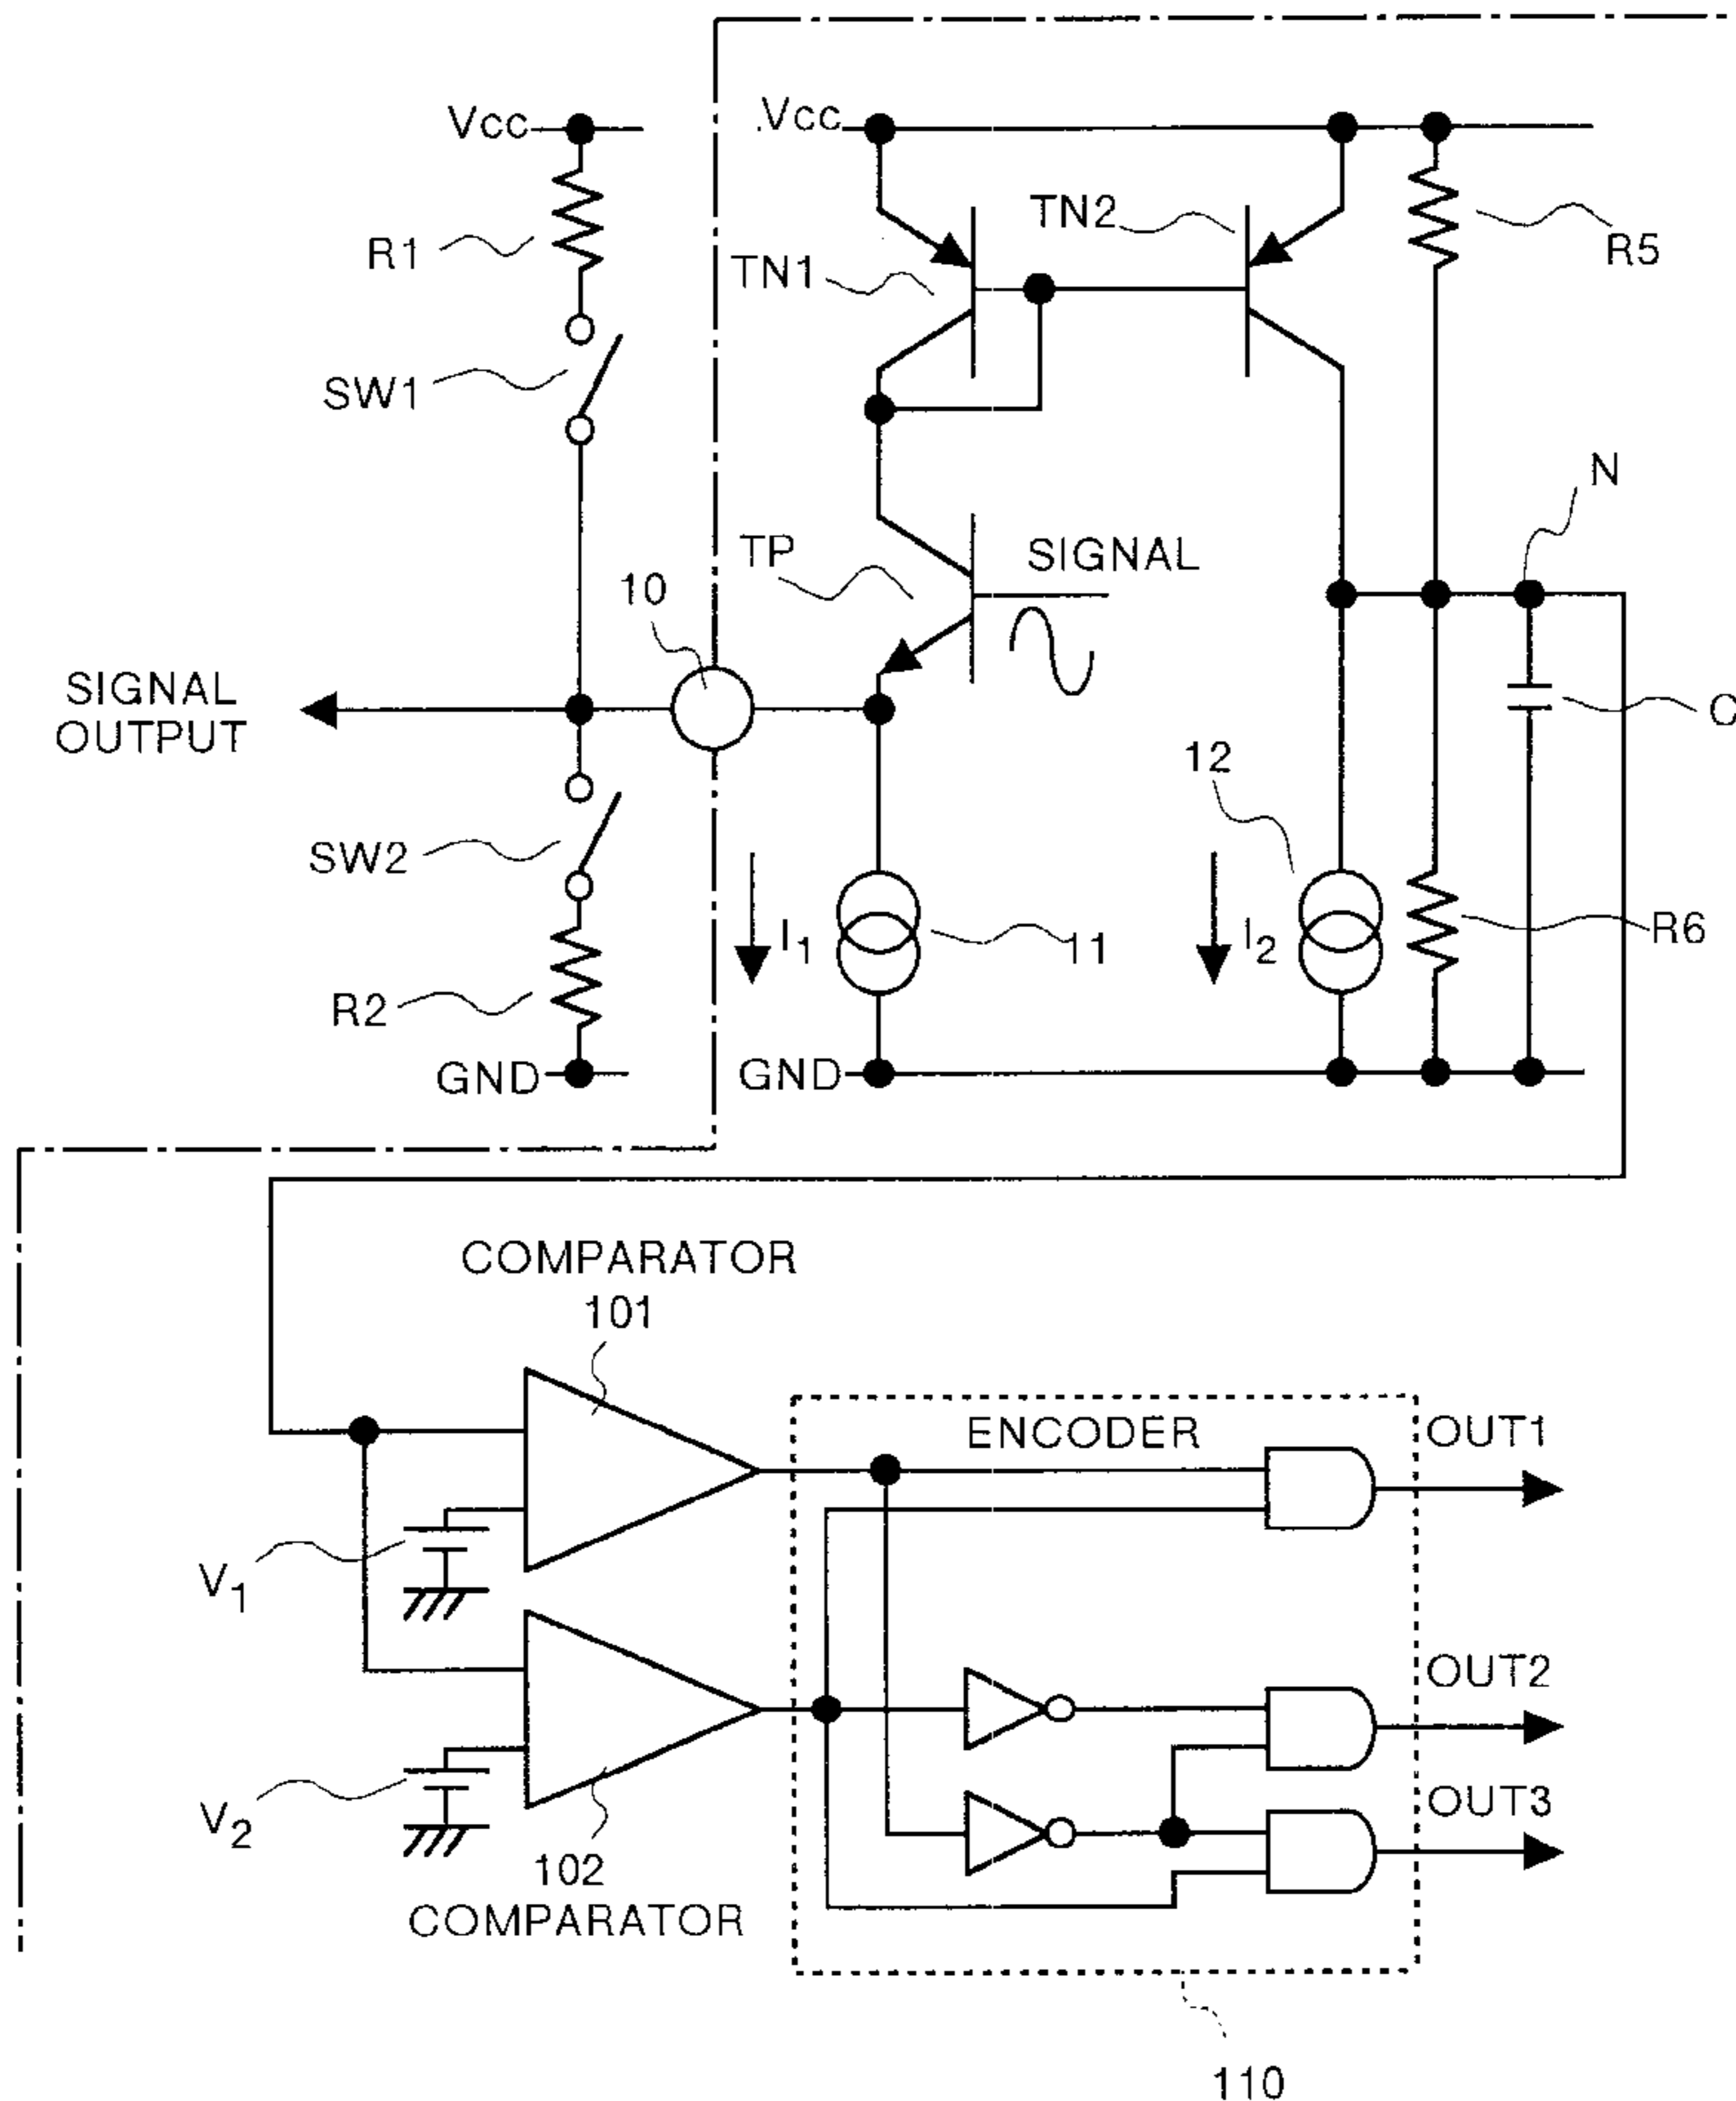 Vcc
.Vcc
R1
TN1
TN2
R5
SW1
N
TP
SIGNAL
10
SIGNAL
OUTPUT
C
12
SW2
I1
11
I2
R6
R2
GND
GND
COMPARATOR
101
ENCODER
OUT1
V1
OUT2
V2
OUT3
102
COMPARATOR
110